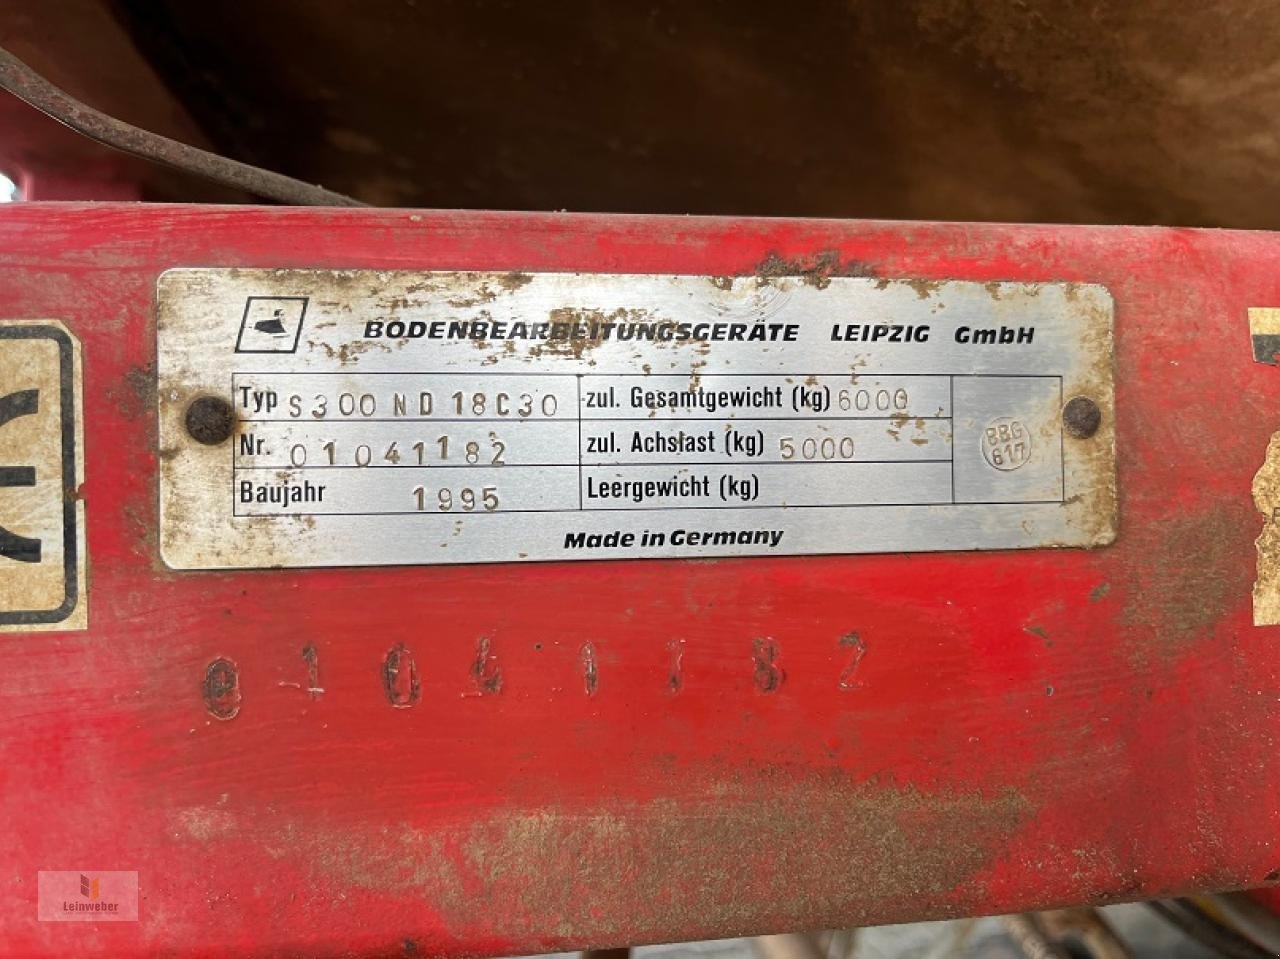 BODENBEARBEITUNGSGERÄTE LEIPZIG GmbH
Typ S300 ND 18C30
zul. Gesamtgewicht (kg) 6000
Nr. 01041182
zul. Achslast (kg) 5000
BBG
617
Baujahr 1995
Leergewicht (kg)
Made in Germany
01041182
Leinweber